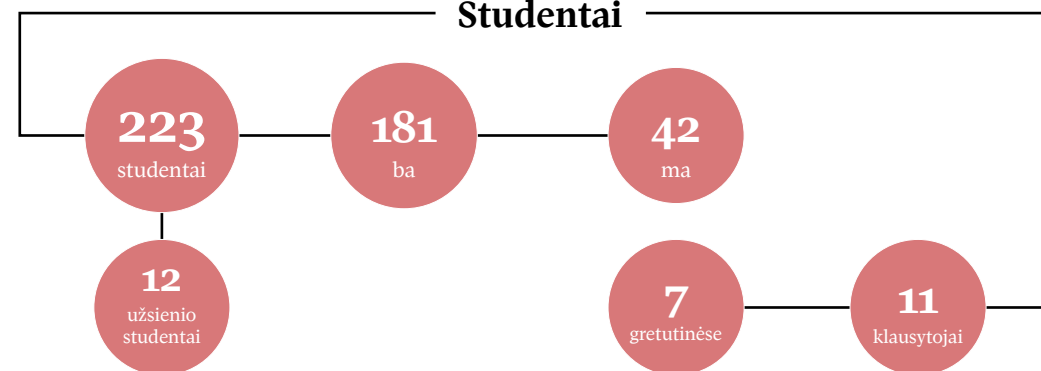 Studentai
223
studentai
181
ba
42
ma
12
užsienio
studentai
7
gretutinėse
11
klausytojai